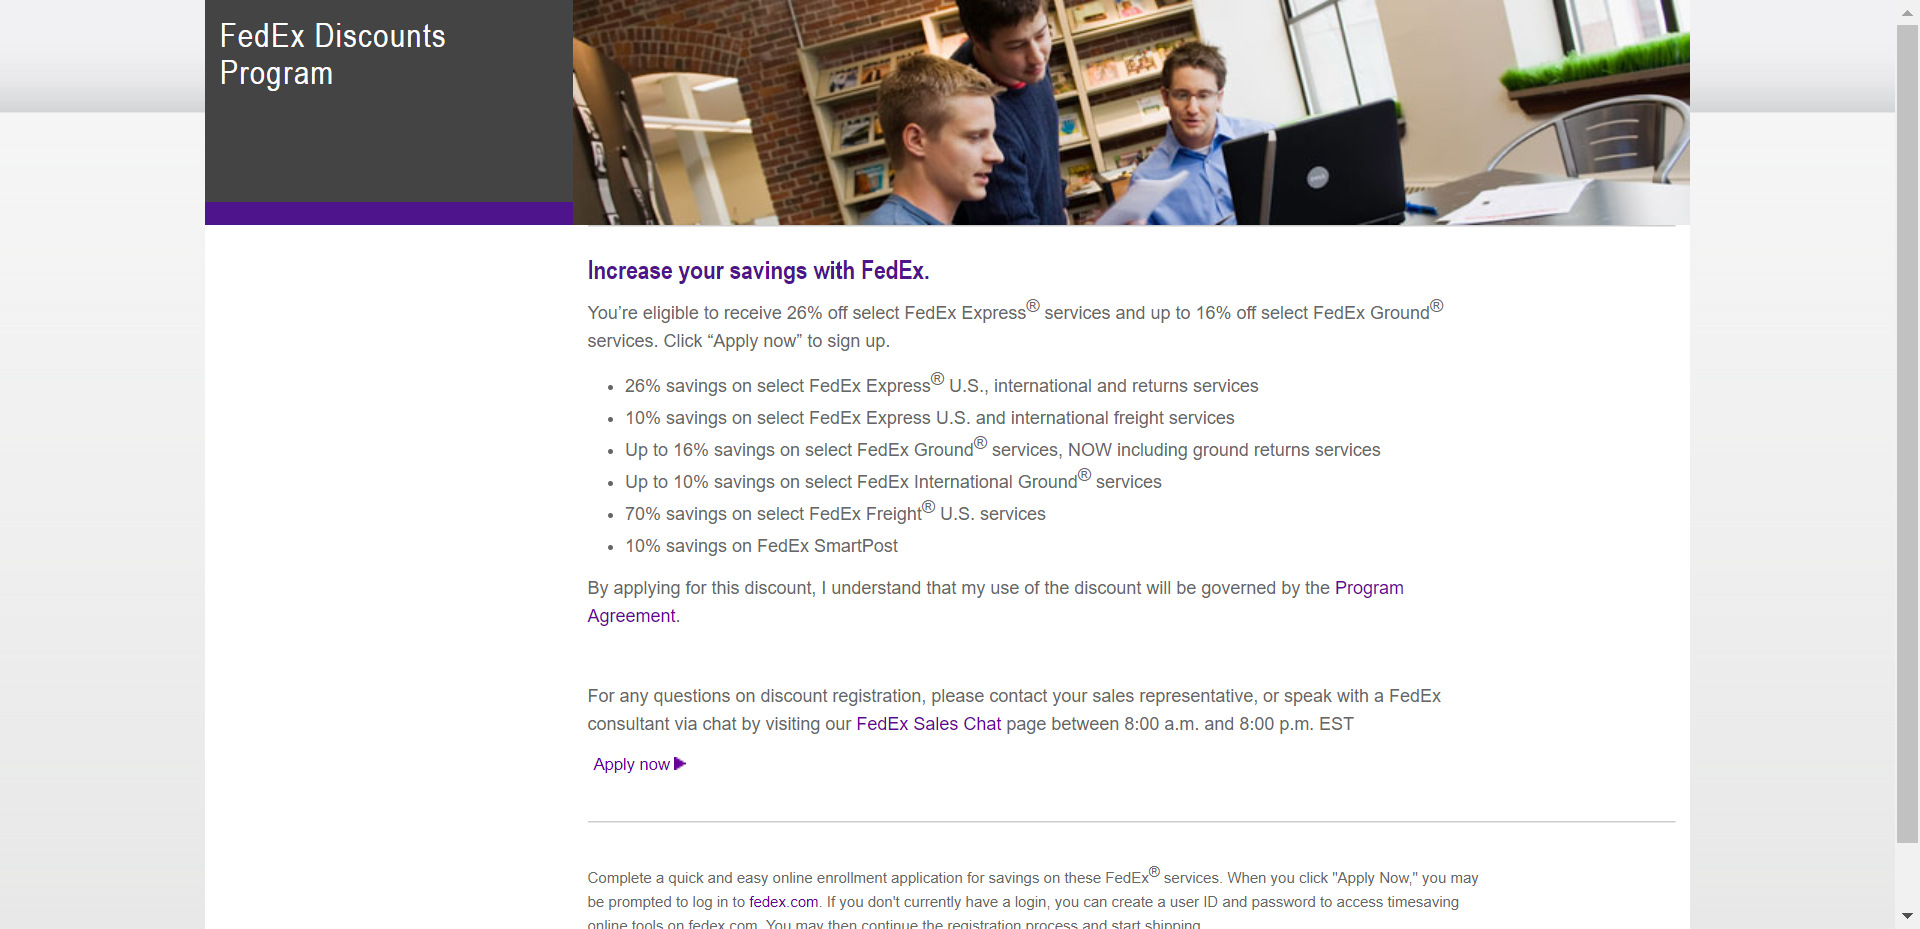 FedEx Discounts
Program
Increase your savings with FedEx.
You’re eligible to receive 26% off select FedEx Express® services and up to 16% off select FedEx Ground®
services. Click “Apply now” to sign up.
• 26% savings on select FedEx Express® U.S., international and returns services
• 10% savings on select FedEx Express U.S. and international freight services
• Up to 16% savings on select FedEx Ground® services, NOW including ground returns services
• Up to 10% savings on select FedEx International Ground® services
• 70% savings on select FedEx Freight® U.S. services
• 10% savings on FedEx SmartPost
By applying for this discount, I understand that my use of the discount will be governed by the Program
Agreement.
For any questions on discount registration, please contact your sales representative, or speak with a FedEx
consultant via chat by visiting our FedEx Sales Chat page between 8:00 a.m. and 8:00 p.m. EST
Apply now
Complete a quick and easy online enrollment application for savings on these FedEx® services. When you click "Apply Now," you may
be prompted to log in to fedex.com. If you don't currently have a login, you can create a user ID and password to access timesaving
online tools on fedex.com. You may then continue the registration process and start shipping.